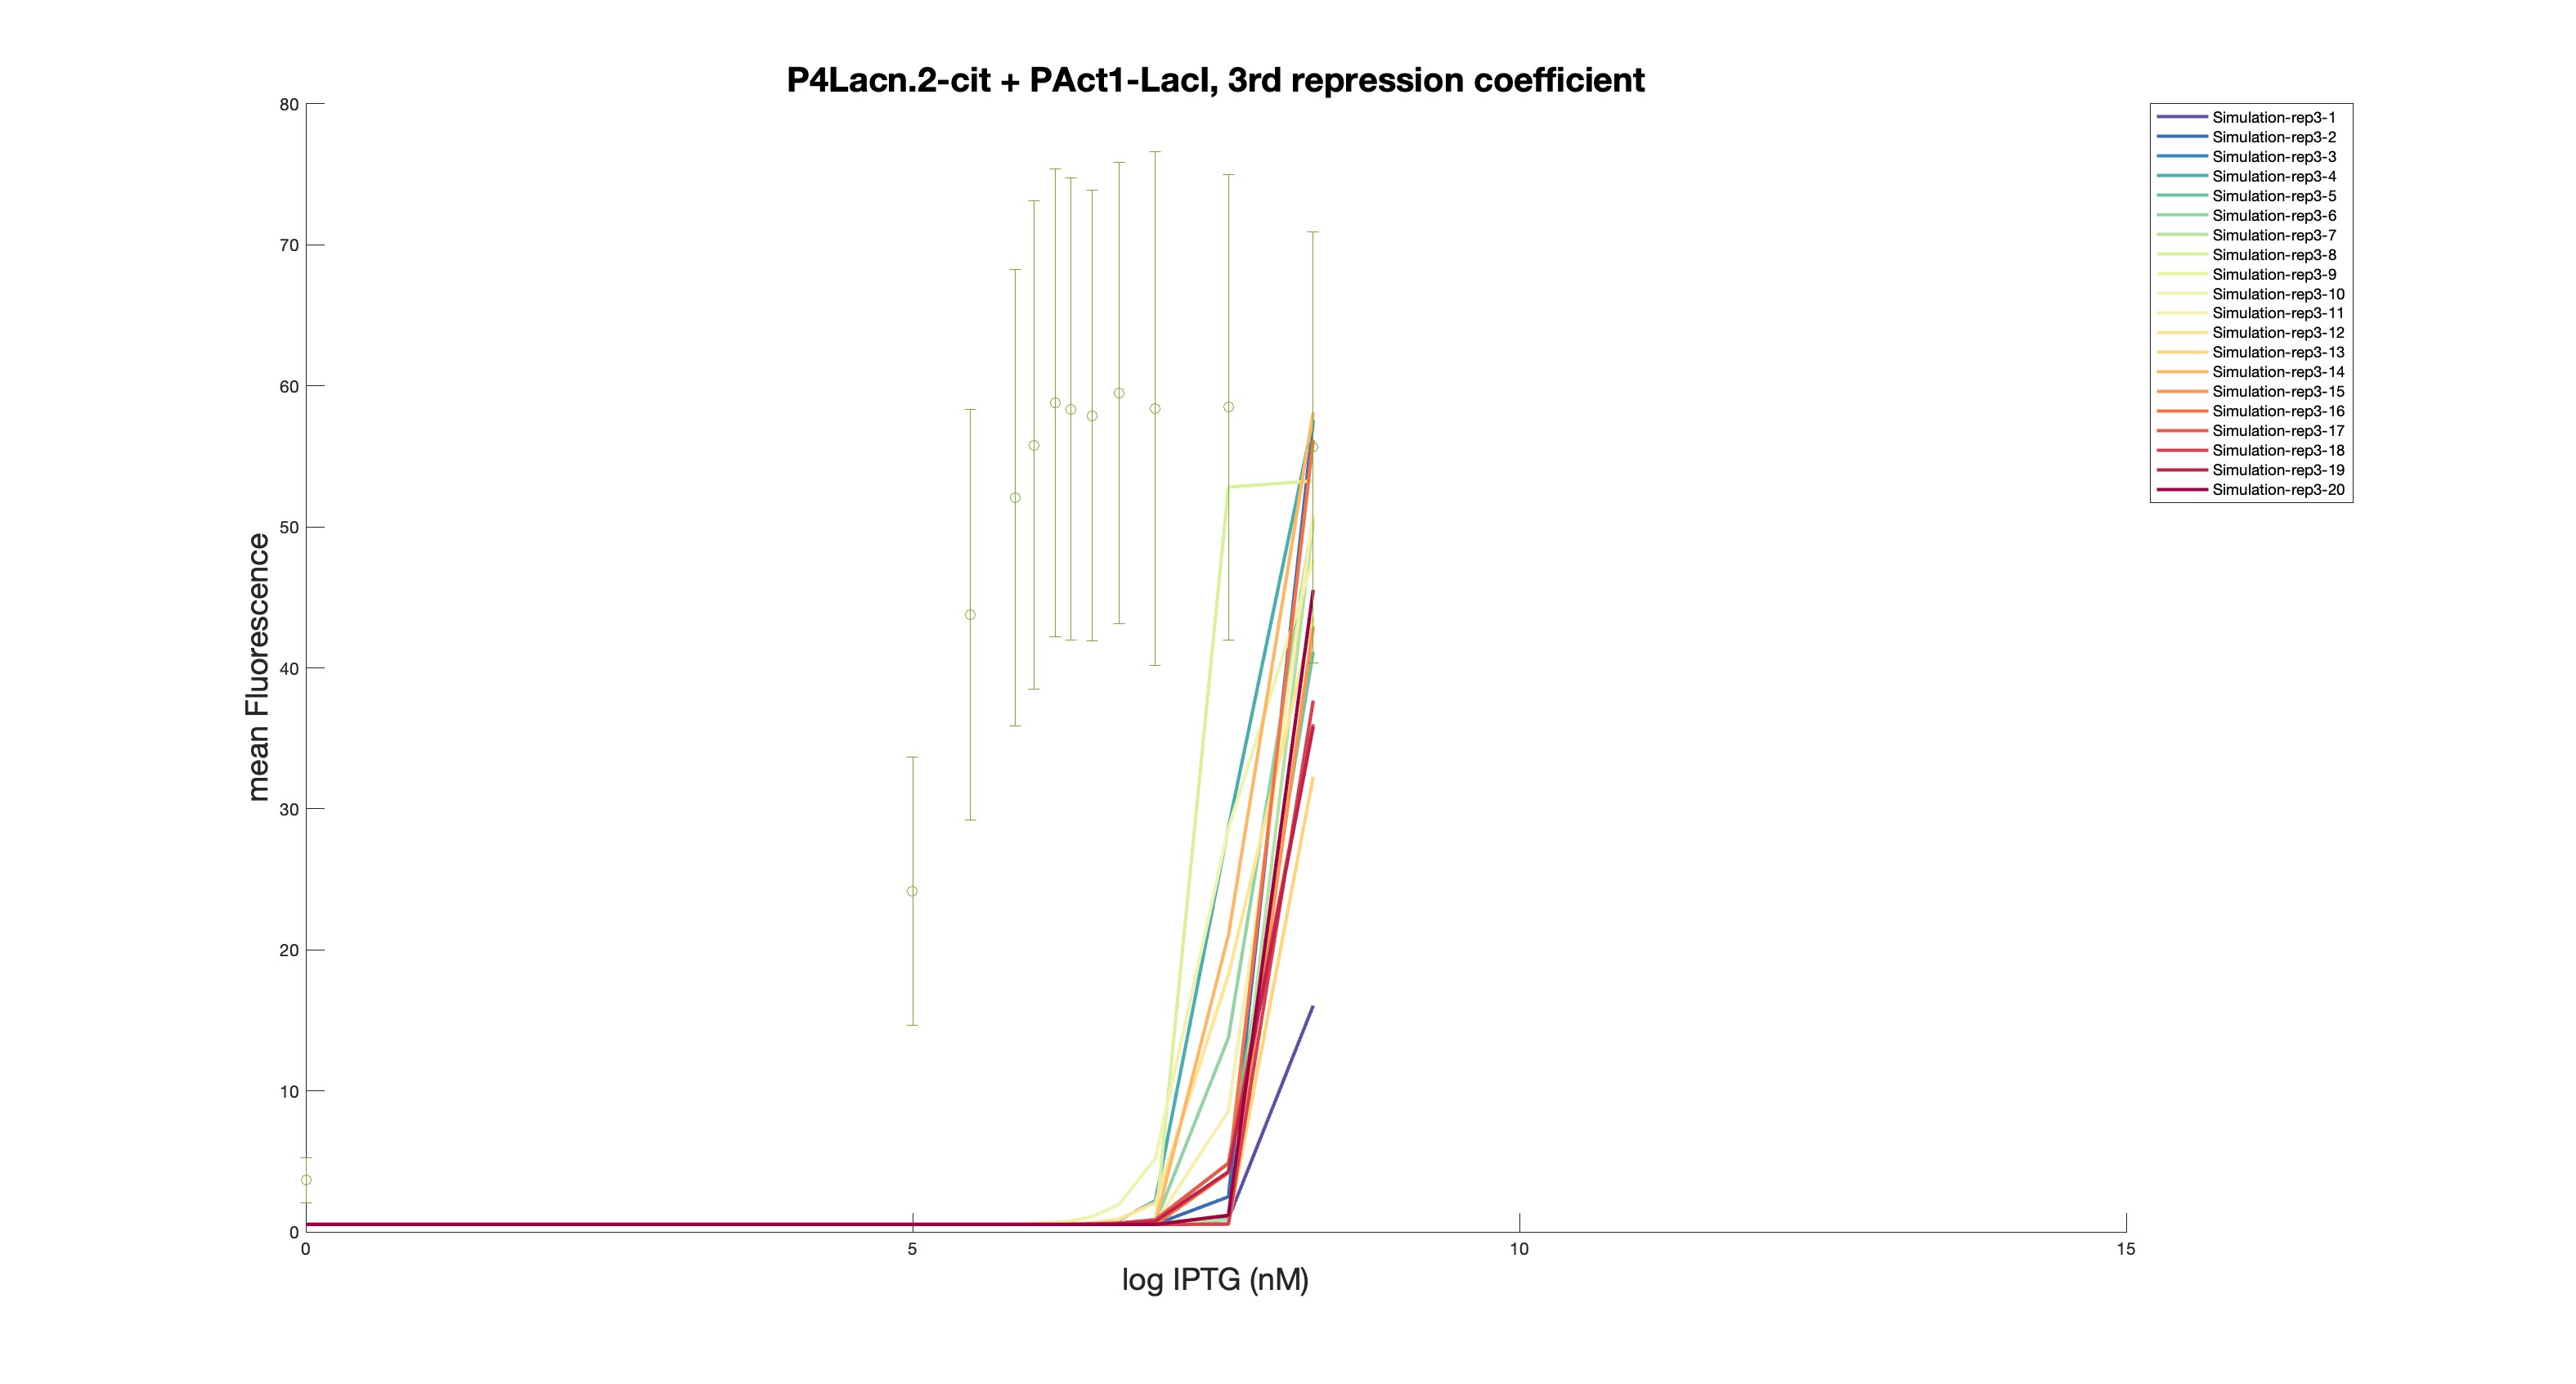 P4Lacn.2-cit + PAct1-LacI, 3rd repression coefficient
80
70
60
50
40
30
20
10
0
mean Fluorescence
0
5
10
15
log IPTG (nM)
Simulation-rep3-1
Simulation-rep3-2
Simulation-rep3-3
Simulation-rep3-4
Simulation-rep3-5
Simulation-rep3-6
Simulation-rep3-7
Simulation-rep3-8
Simulation-rep3-9
Simulation-rep3-10
Simulation-rep3-11
Simulation-rep3-12
Simulation-rep3-13
Simulation-rep3-14
Simulation-rep3-15
Simulation-rep3-16
Simulation-rep3-17
Simulation-rep3-18
Simulation-rep3-19
Simulation-rep3-20